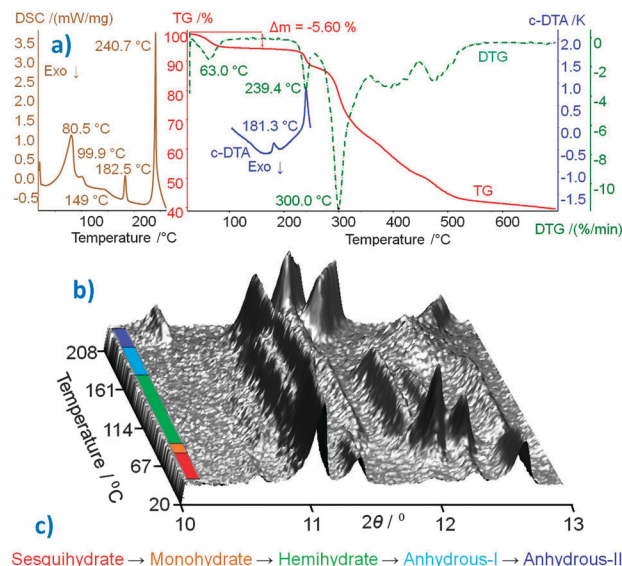 DSC /(mW/mg)
TG /%
Δm = -5.60 %
c-DTA /K
a)
Exo ↓
240.7 °C
80.5 °C
99.9 °C
182.5 °C
149 °C
3.5
3.0
2.5
2.0
1.5
1.0
0.5
0.0
-0.5
100 200
Temperature /°C
100
90
80
70
60
50
40
63.0 °C
239.4 °C
181.3 °C
c-DTA
Exo ↓
300.0 °C
DTG
TG
100 200 300 400 500 600
Temperature /°C
2.0
1.5
1.0
0.5
0.0
-0.5
-1.0
-1.5
0
-2
-4
-6
-8
-10
DTG /(%/min)
b)
208
161
114
67
20
Temperature / °C
10 11 12 13
2θ / °
c)
Sesquihydrate → Monohydrate → Hemihydrate → Anhydrous-I → Anhydrous-II